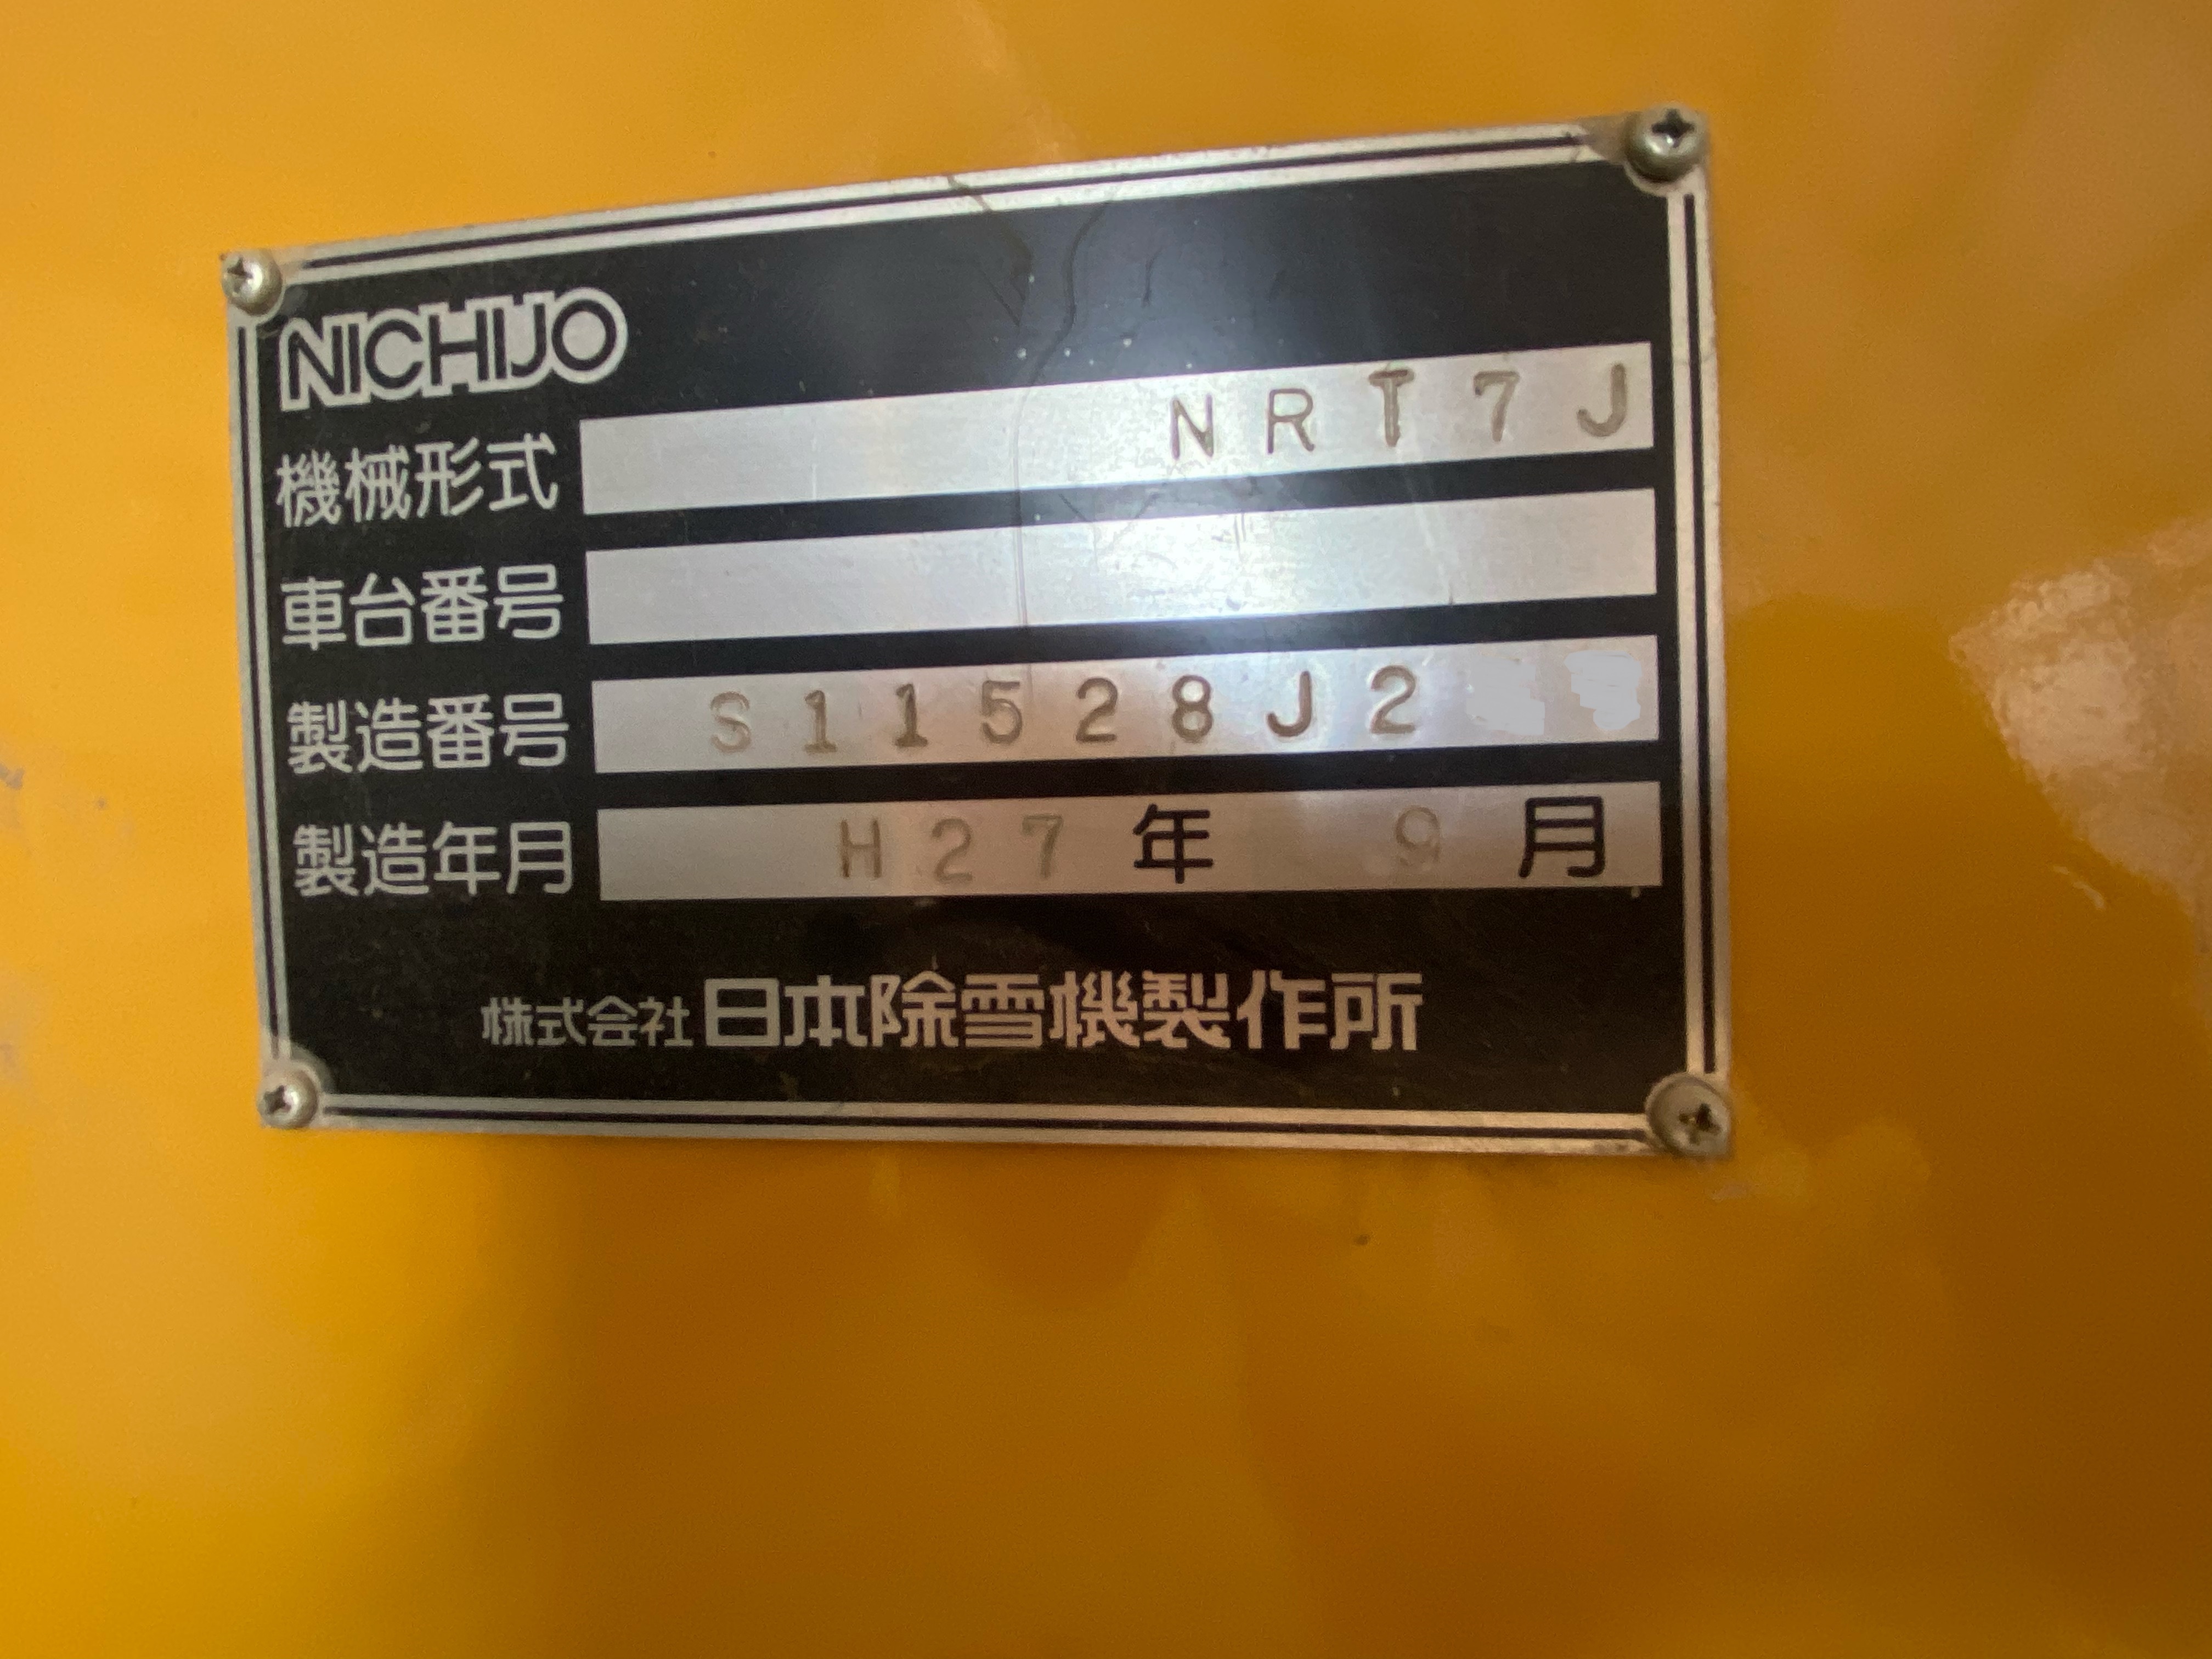 NICHIJO
機械形式 NRT7J
車台番号
製造番号 S11528J2
製造年月 H27年 9月
株式会社日本除雪機製作所